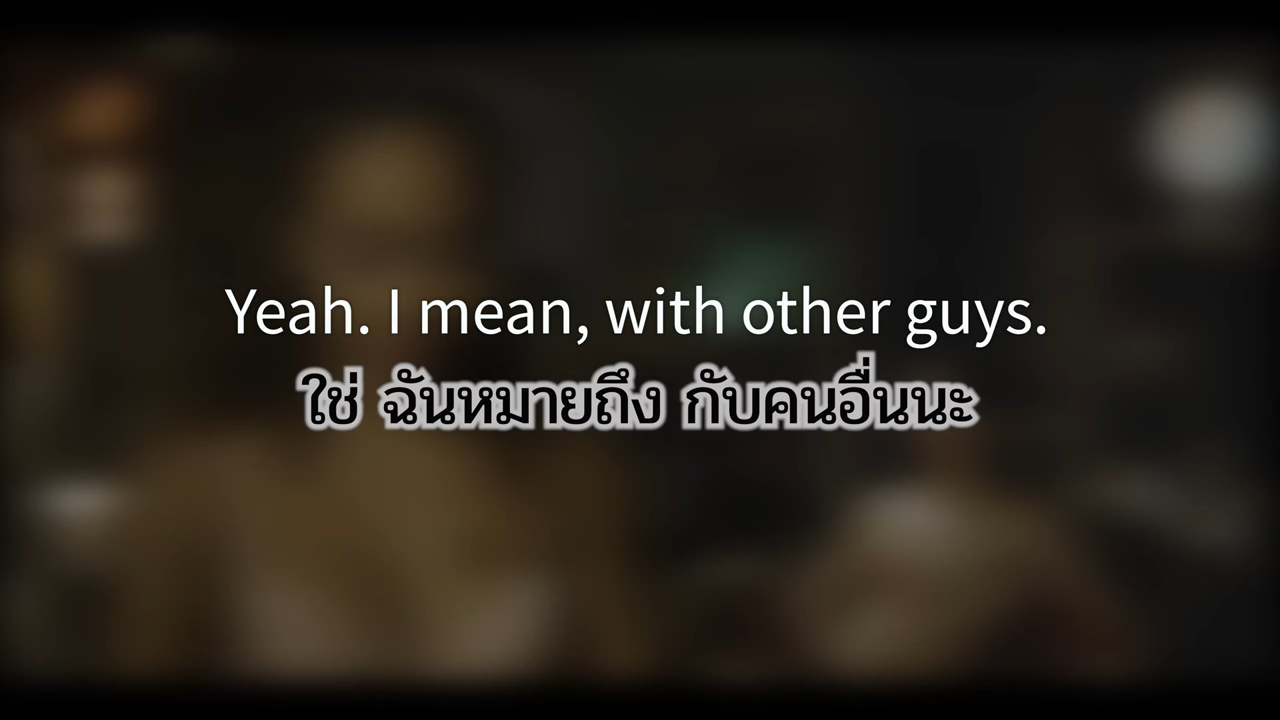 Yeah. I mean, with other guys.
ใช่ ฉันหมายถึง กับคนอื่นนะ